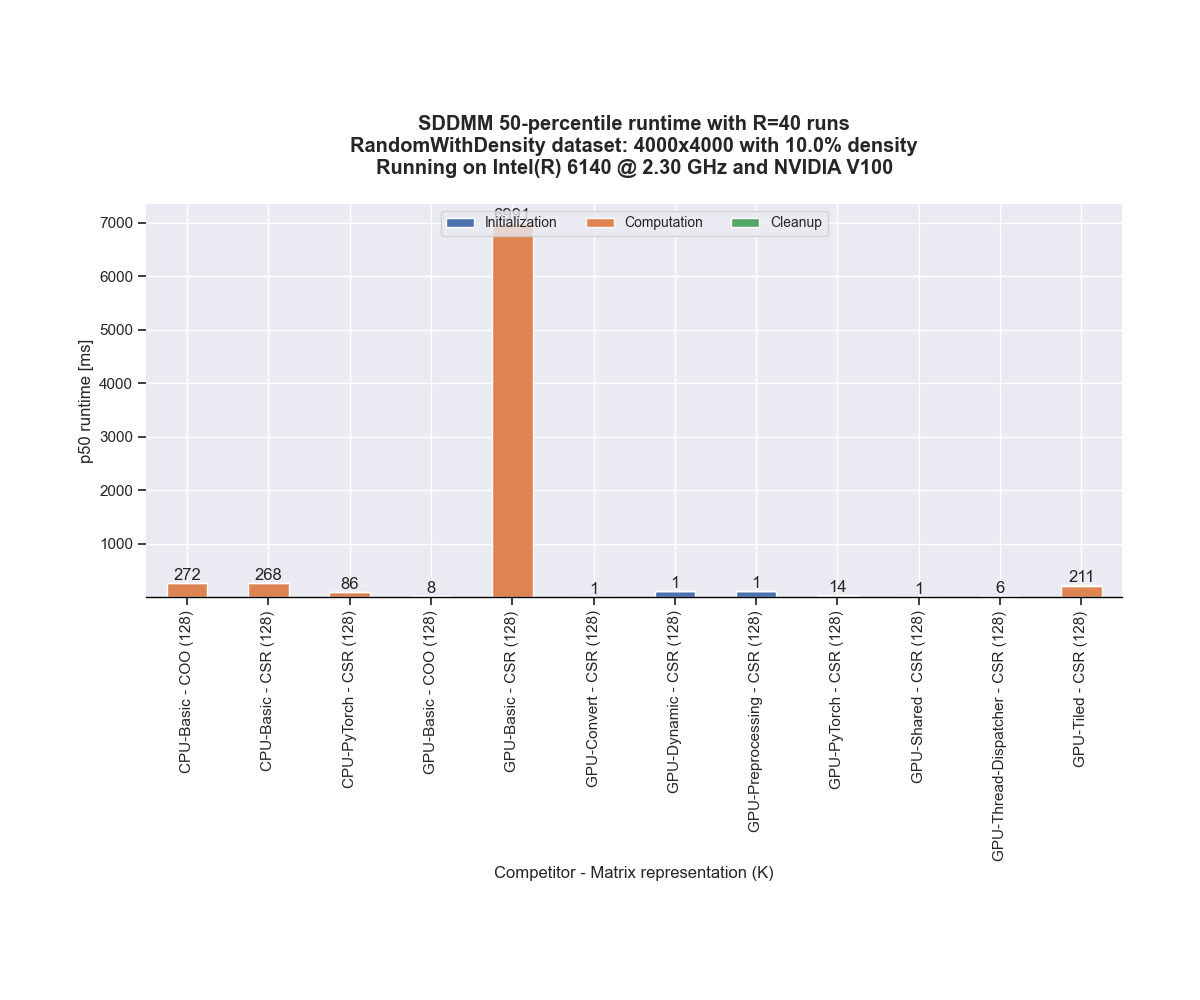 SDDMM 50-percentile runtime with R=40 runs
RandomWithDensity dataset: 4000x4000 with 10.0% density
Running on Intel(R) 6140 @ 2.30 GHz and NVIDIA V100
Initialization
Computation
Cleanup
p50 runtime [ms]
7000
6000
5000
4000
3000
2000
1000
272
268
86
8
6991
1
1
1
14
1
6
211
CPU-Basic - COO (128)
CPU-Basic - CSR (128)
CPU-PyTorch - CSR (128)
GPU-Basic - COO (128)
GPU-Basic - CSR (128)
GPU-Convert - CSR (128)
GPU-Dynamic - CSR (128)
GPU-Preprocessing - CSR (128)
GPU-PyTorch - CSR (128)
GPU-Shared - CSR (128)
GPU-Thread-Dispatcher - CSR (128)
GPU-Tiled - CSR (128)
Competitor - Matrix representation (K)